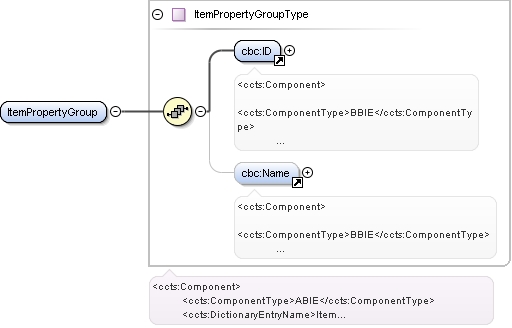 ItemPropertyGroupType
cbc:ID
<ccts:Component>
<ccts:ComponentType>BBIE</ccts:ComponentTy
pe>
...
ItemPropertyGroup
cbc:Name
<ccts:Component>
<ccts:ComponentType>BBIE</ccts:ComponentType>
...
<ccts:Component>
<ccts:ComponentType>ABIE</ccts:ComponentType>
<ccts:DictionaryEntryName>Item...